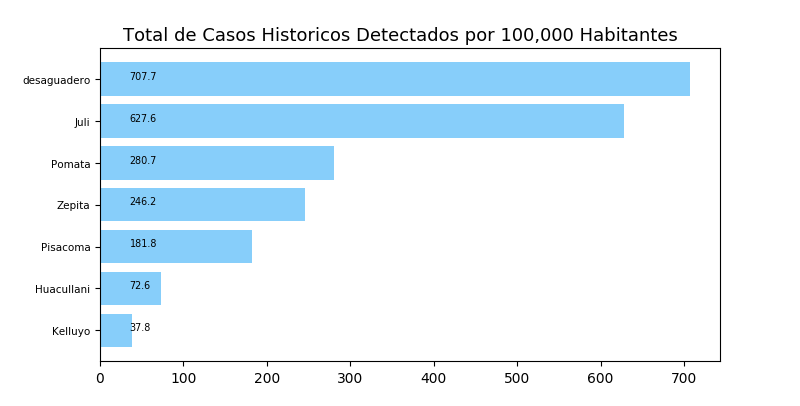 Total de Casos Historicos Detectados por 100,000 Habitantes
desaguadero 707.7
Juli 627.6
Pomata 280.7
Zepita 246.2
Pisacoma 181.8
Huacullani 72.6
Kelluyo 37.8
0 100 200 300 400 500 600 700